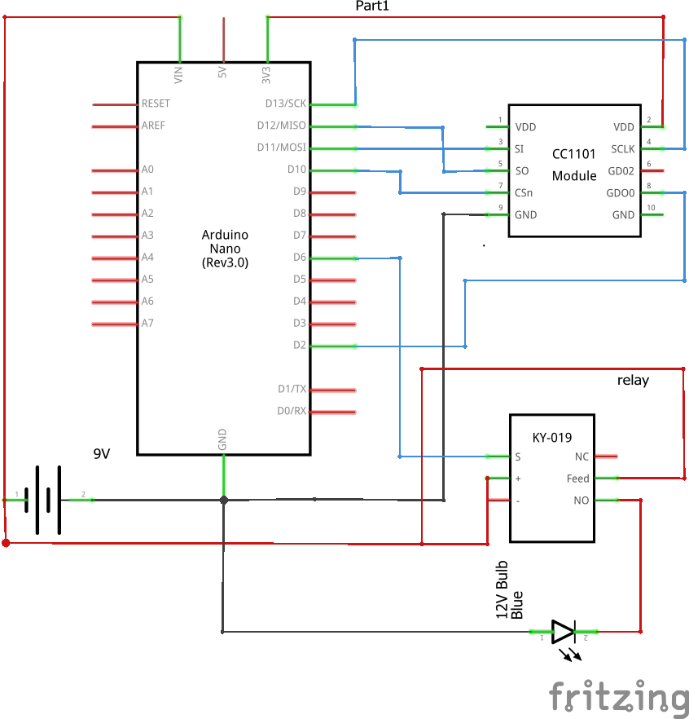 Part1
VIN
5V
3V3
RESET
AREF
A0
A1
A2
A3
A4
A5
A6
A7
Arduino
Nano
(Rev3.0)
D13/SCK
D12/MISO
D11/MOSI
D10
D9
D8
D7
D6
D5
D4
D3
D2
D1/TX
D0/RX
GND
1 VDD
3 SI
5 SO
7 CSn
9 GND
CC1101
Module
VDD 2
SCLK 4
GD02 6
GDO0 8
GND 10
relay
KY-019
S
+
-
NC
Feed
NO
9V
1
2
12V Bulb
Blue
1
2
fritzing